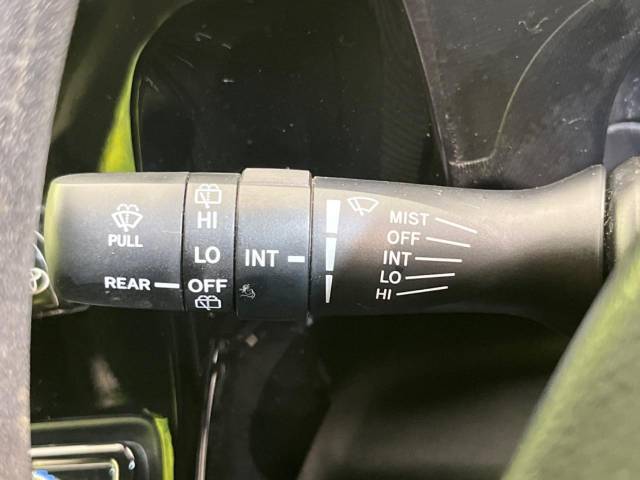 PULL
REAR
HI
LO
OFF
INT
MIST
OFF
INT
LO
HI